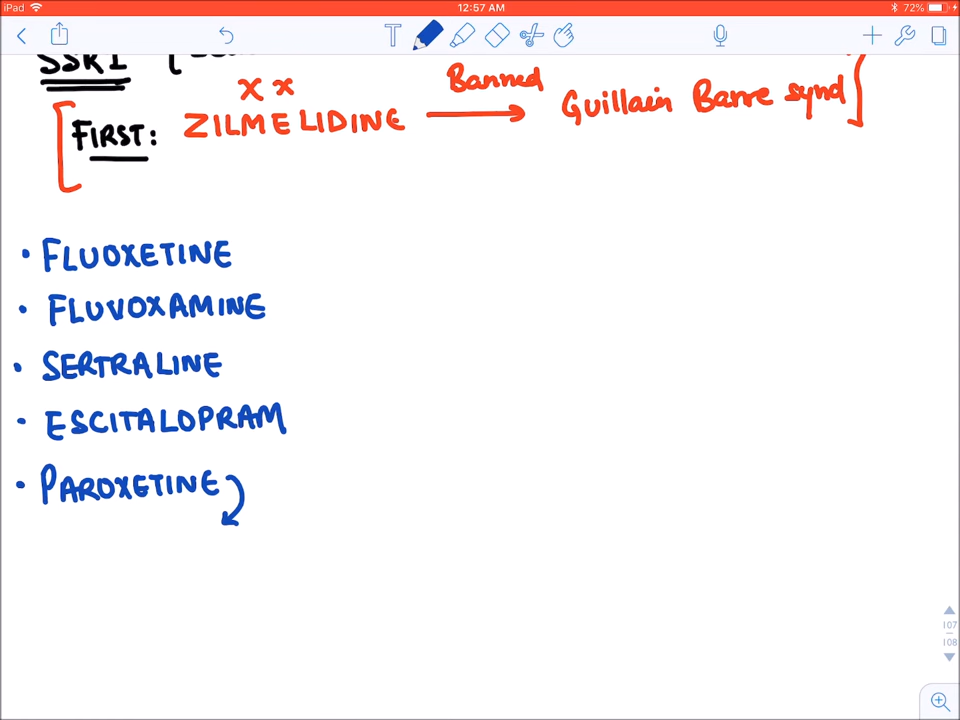 iPad 12:57 AM 72%
T
SSRI
x x
Banned
FIRST: ZILMELIDINE → Guillain Barre synd
• FLUOXETINE
• FLUVOXAMINE
• SERTRALINE
• ESCITALOPRAM
• PAROXETINE
107
108